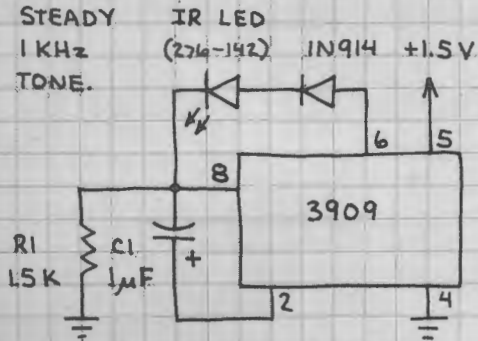 STEADY
1 KHz
TONE.
IR LED
(276-142)
1N914
+1.5V
6
5
8
3909
R1
1.5K
C1
1µF
+
2
4